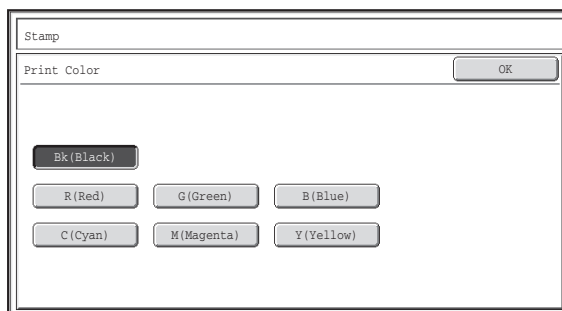 Stamp
Print Color OK
Bk(Black)
R(Red) G(Green) B(Blue)
C(Cyan) M(Magenta) Y(Yellow)